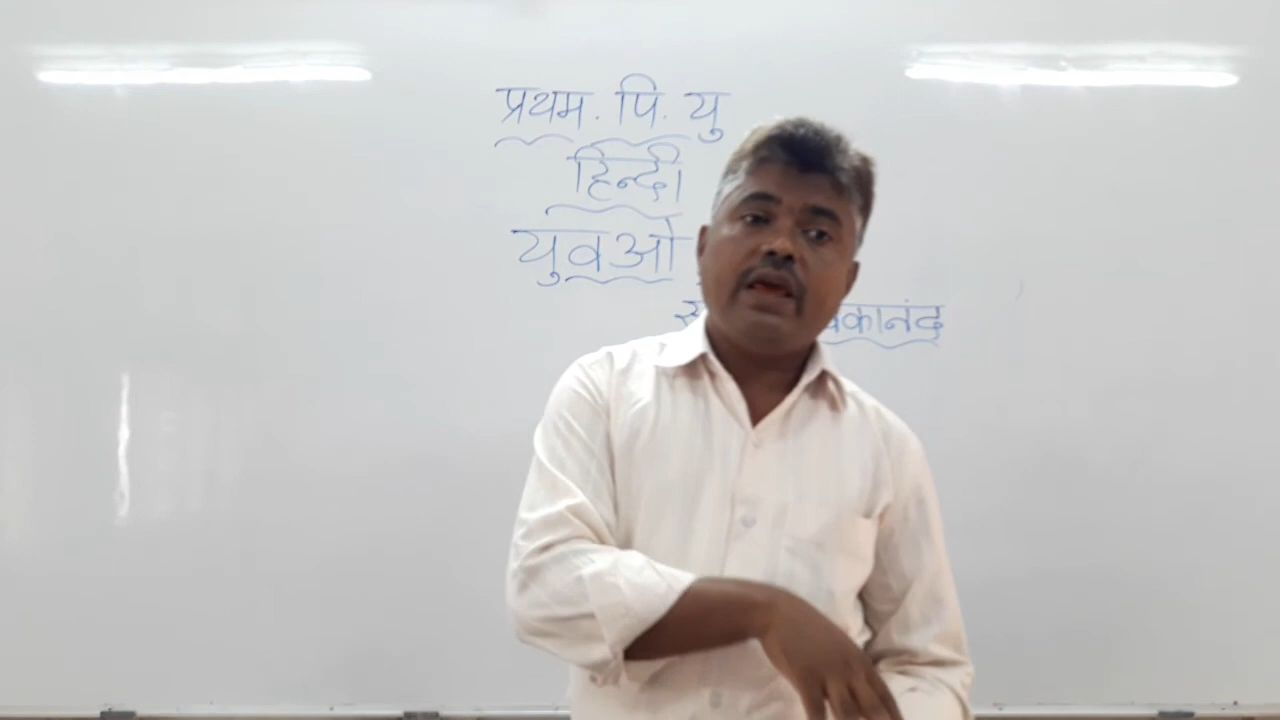 प्रथम. पि. यु
हिन्दी
युवओ